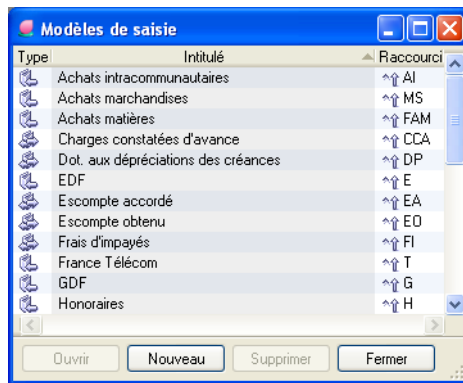 Modèles de saisie
Type Intitulé Raccourci
Achats intracommunautaires AI
Achats marchandises MS
Achats matières FAM
Charges constatées d'avance CCA
Dot. aux dépréciations des créances DP
EDF E
Escompte accordé EA
Escompte obtenu EO
Frais d'impayés FI
France Télécom T
GDF G
Honoraires H
Ouvrir Nouveau Supprimer Fermer